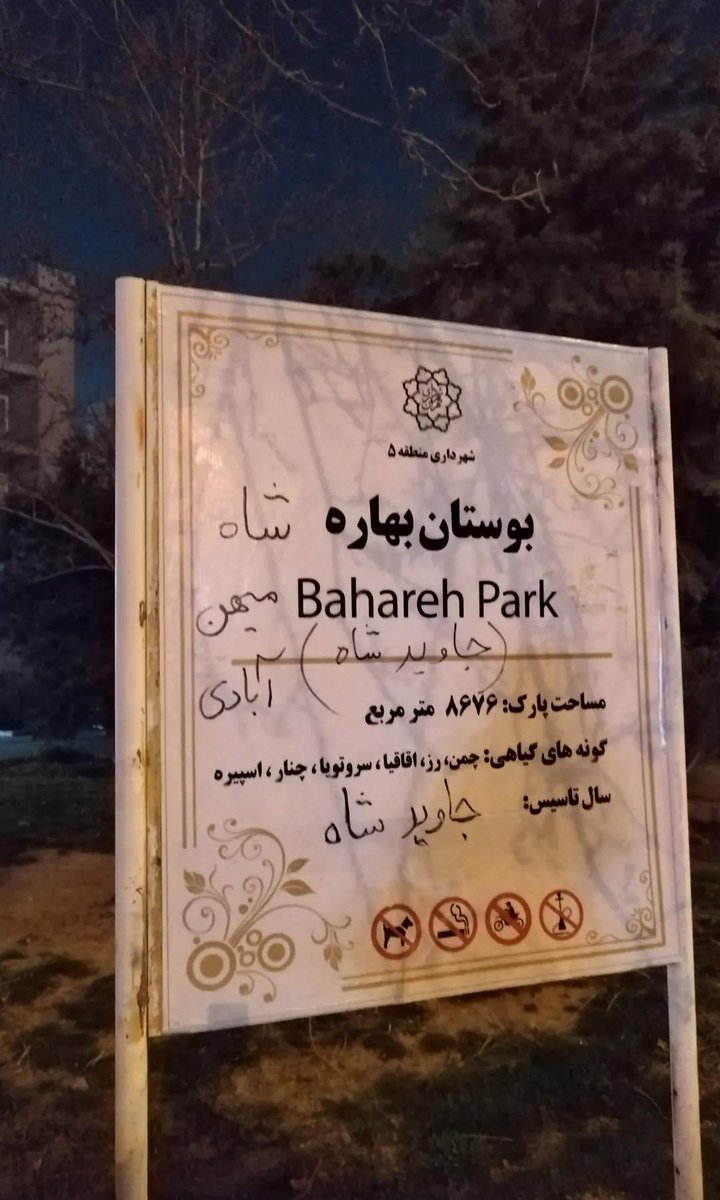 شهرداری منطقه ۵
بوستان بهاره شاه
Bahareh Park میهن
(جاوید شاه) آبادی
مساحت پارک: ۸۶۷۶ متر مربع
گونه های گیاهی: چمن، رز، اقاقیا، سروتویا، چنار، اسپیره
سال تاسیس:
جاوید شاه